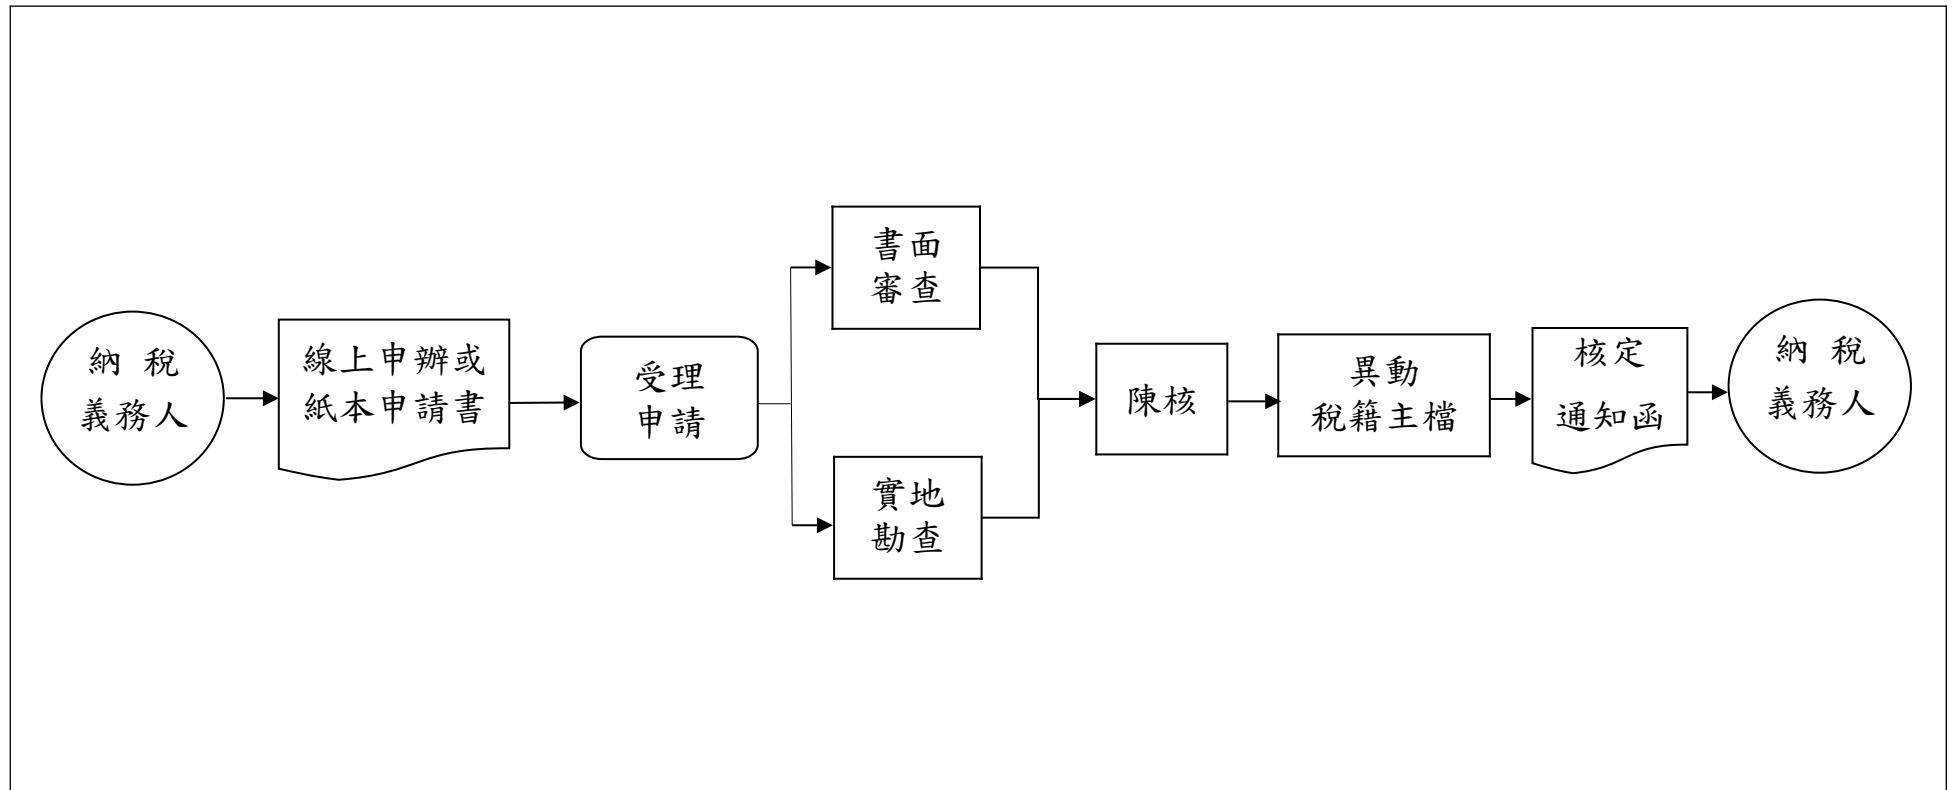 納 稅
義務人
線上申辦或
紙本申請書
受理
申請
書面
審查
實地
勘查
陳核
異動
稅籍主檔
核定
通知函
納 稅
義務人